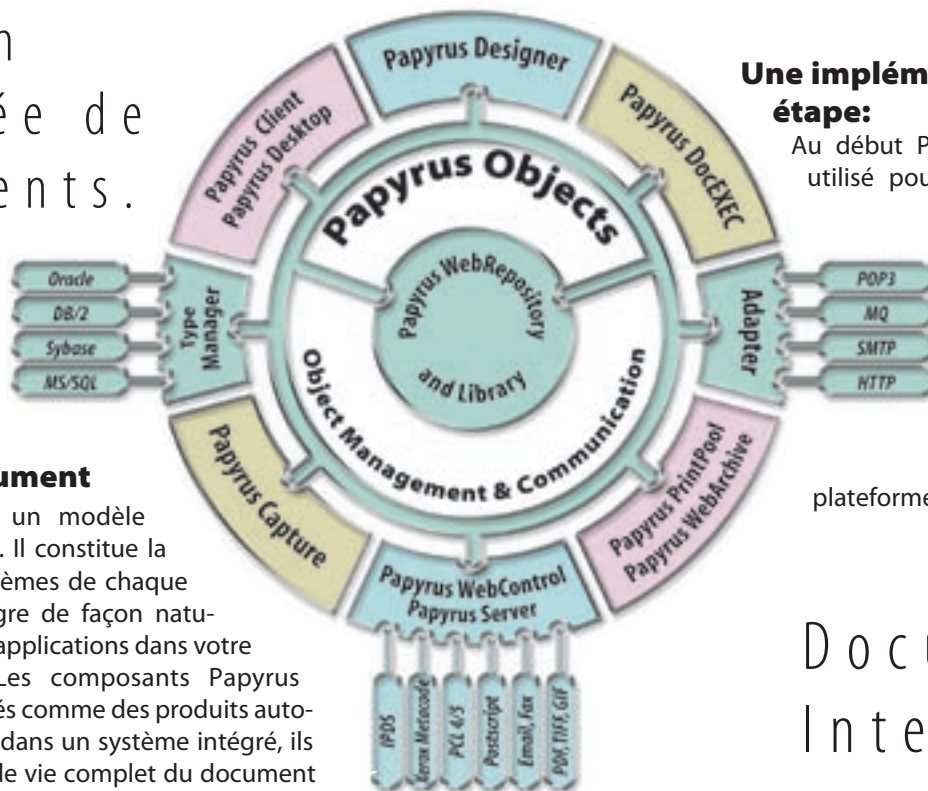 n
ée de
ents.
Papyrus Client
Papyrus Desktop
Papyrus Designer
Papyrus DocEXEC
Une implém
étape:
Au début P
utilisé pou
Papyrus Objects
Papyrus WebRepository
and Library
Object Management & Communication
Oracle
DB/2
Sybase
MS/SQL
Type
Manager
Adapter
POP3
MQ
SMTP
HTTP
Papyrus Capture
Papyrus WebControl
Papyrus Server
Papyrus PrintPool
Papyrus WebArchive
IPDS
Xerox Metacode
PCL 4/5
Postscript
Email, Fax
PDF, TIFF, GIF
ument
un modèle
. Il constitue la
èmes de chaque
gre de façon natu-
applications dans votre
Les composants Papyrus
és comme des produits auto-
dans un système intégré, ils
de vie complet du document
plateforme
Docu
Inte